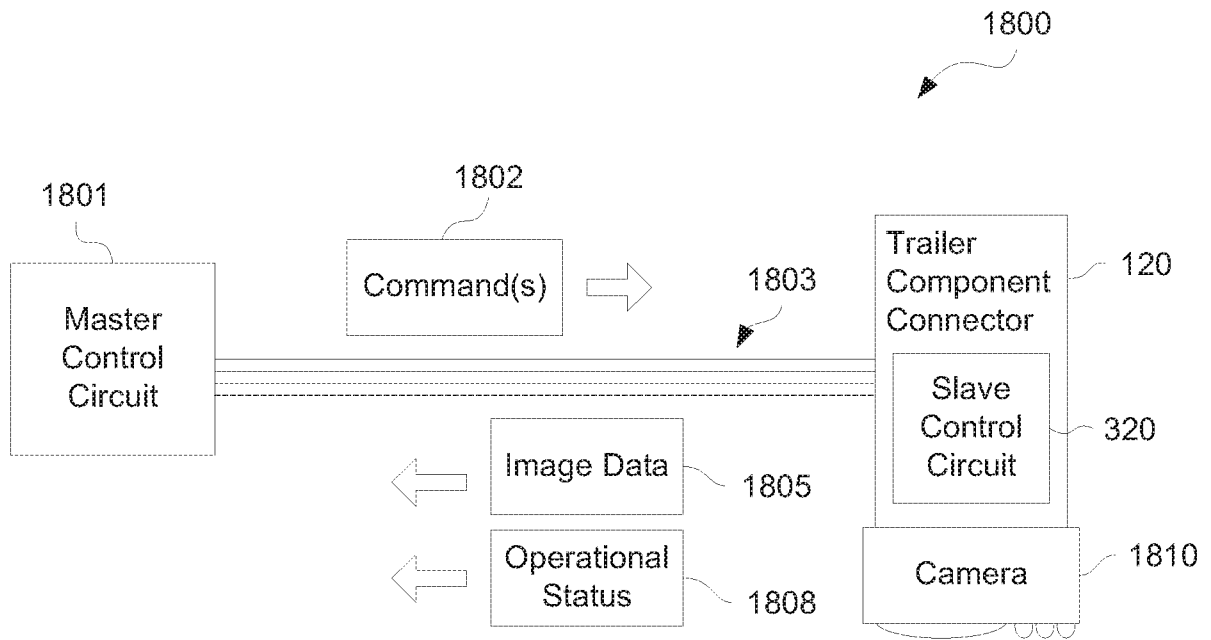 1800
1801
1802
Command(s)
1803
Trailer
Component
Connector
120
Master
Control
Circuit
Slave
Control
Circuit
320
Image Data
1805
Operational
Status
1808
Camera
1810